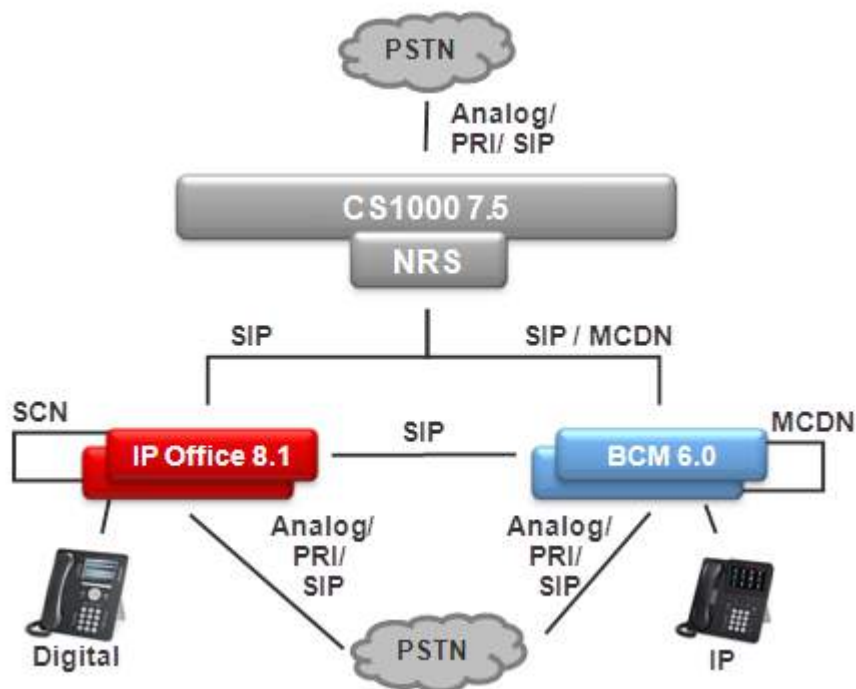 PSTN
Analog/
PRI/ SIP
CS1000 7.5
NRS
SIP
SIP / MCDN
SCN
IP Office 8.1
SIP
BCM 6.0
MCDN
Analog/
PRI/
SIP
Analog/
PRI/
SIP
Digital
PSTN
IP